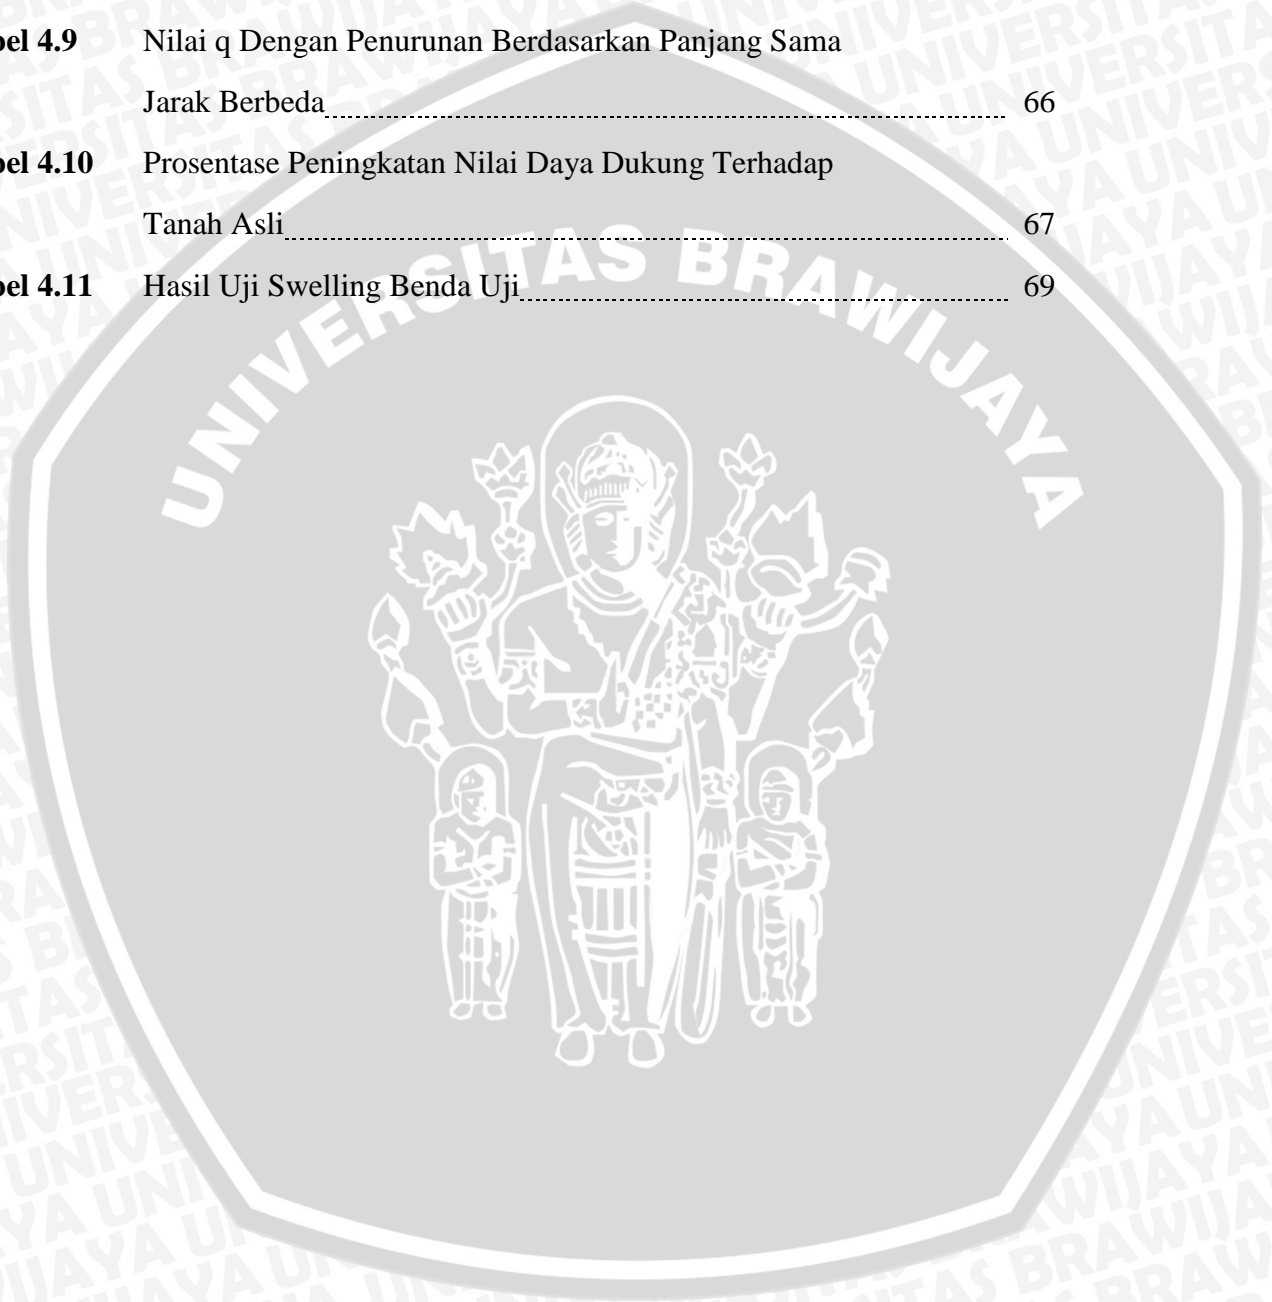 bel 4.9 Nilai q Dengan Penurunan Berdasarkan Panjang Sama
Jarak Berbeda 66
bel 4.10 Prosentase Peningkatan Nilai Daya Dukung Terhadap
Tanah Asli 67
bel 4.11 Hasil Uji Swelling Benda Uji 69
UNIVERSITAS BRAWIJAYA